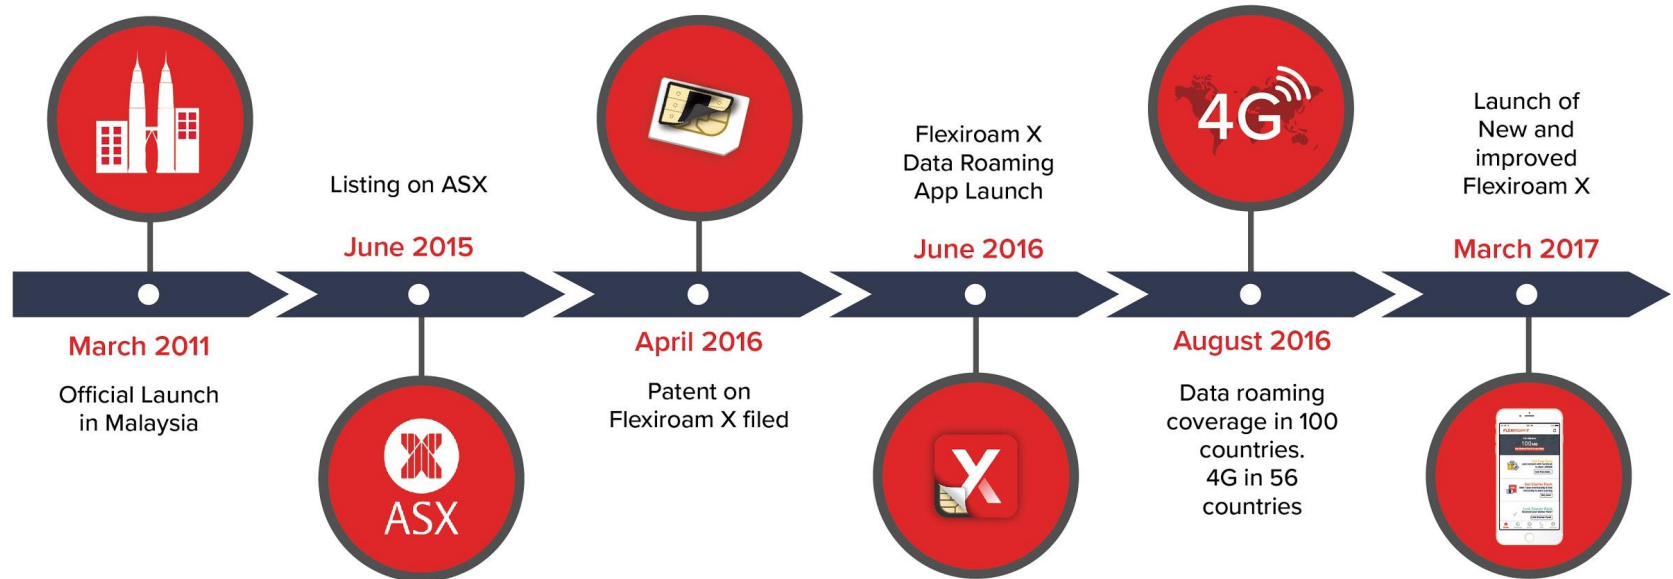 March 2011
Official Launch
in Malaysia
Listing on ASX
June 2015
ASX
April 2016
Patent on
Flexiroam X filed
Flexiroam X
Data Roaming
App Launch
June 2016
X
4G
August 2016
Data roaming
coverage in 100
countries.
4G in 56
countries
Launch of
New and
improved
Flexiroam X
March 2017
FLEXIROAM X
100MB